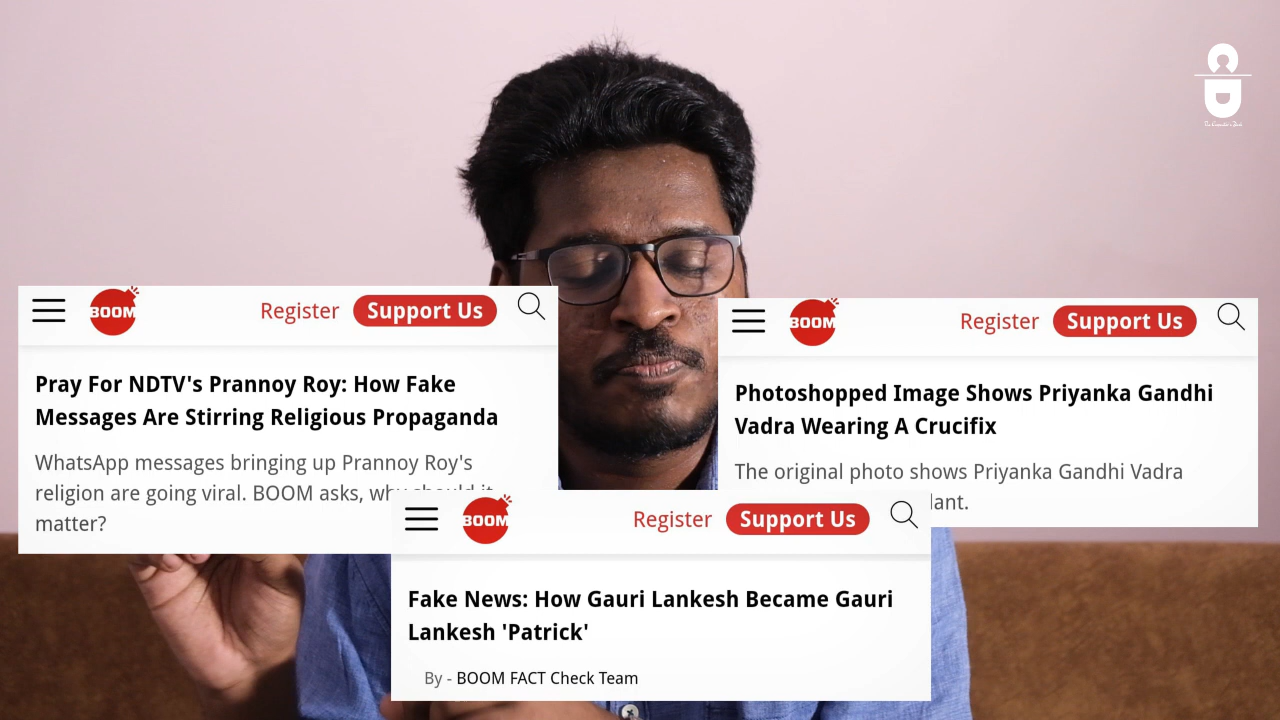 BOOM
Register
Support Us
Pray For NDTV's Prannoy Roy: How Fake
Messages Are Stirring Religious Propaganda
WhatsApp messages bringing up Prannoy Roy's
religion are going viral. BOOM asks, why should it
matter?
BOOM
Register
Support Us
Photoshopped Image Shows Priyanka Gandhi
Vadra Wearing A Crucifix
The original photo shows Priyanka Gandhi Vadra
BOOM
Register
Support Us
Fake News: How Gauri Lankesh Became Gauri
Lankesh 'Patrick'
By - BOOM FACT Check Team